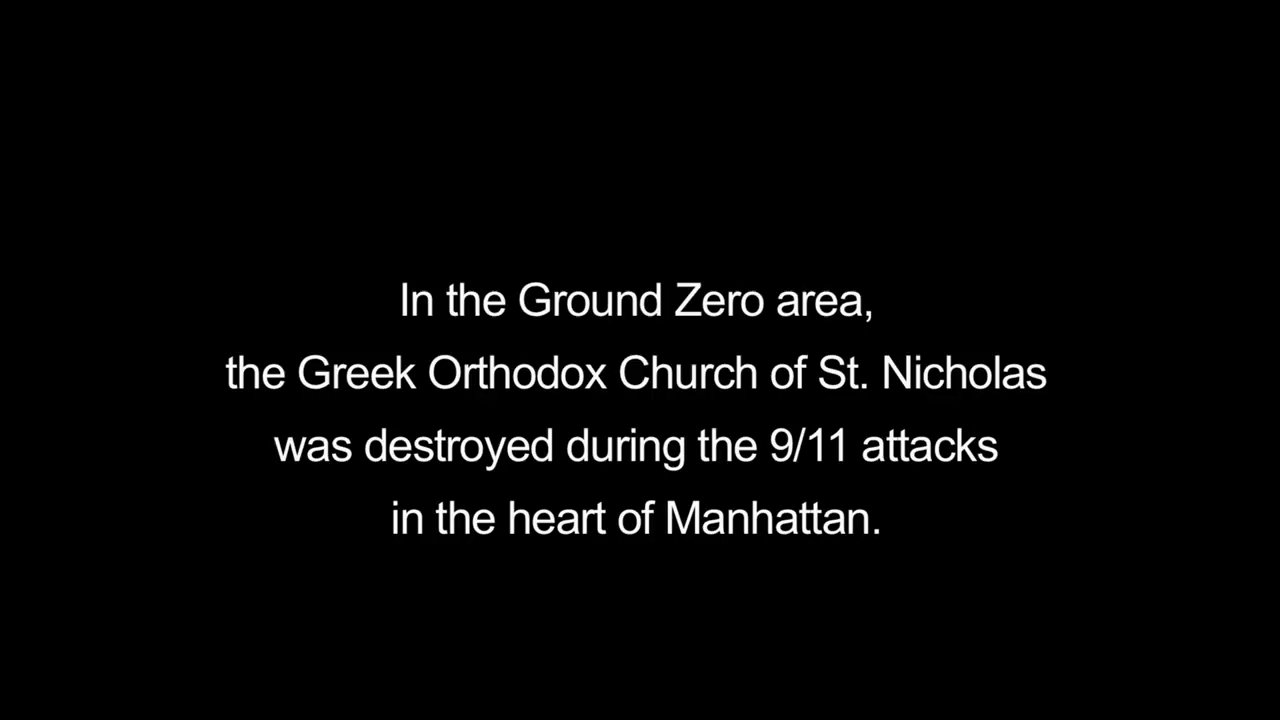 In the Ground Zero area,
the Greek Orthodox Church of St. Nicholas
was destroyed during the 9/11 attacks
in the heart of Manhattan.